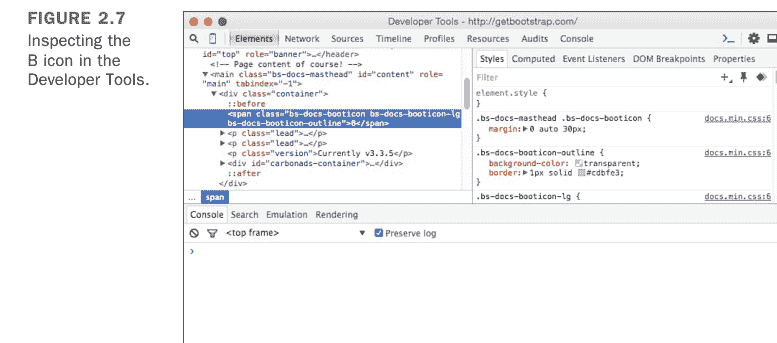 FIGURE 2.7
Inspecting the
B icon in the
Developer Tools.
Developer Tools - http://getbootstrap.com/
Elements Network Sources Timeline Profiles Resources Audits Console
id="top" role="banner">…</header>
<!-- Page content of course! -->
▼<main class="bs-docs-masthead" id="content" role=
"main" tabindex="-1">
▼<div class="container">
::before
<span class="bs-docs-booticon bs-docs-booticon-lg
bs-docs-booticon-outline">B</span>
▶<p class="lead">…</p>
▶<p class="lead">…</p>
<p class="version">Currently v3.3.5</p>
▶<div id="carbonads-container">…</div>
::after
</div>
... span
Styles Computed Event Listeners DOM Breakpoints Properties
Filter
element.style {
}
.bs-docs-masthead .bs-docs-booticon { docs.min.css:6
margin:▶0 auto 30px;
}
.bs-docs-booticon-outline { docs.min.css:6
background-color: transparent;
border:▶1px solid #cdbfe3;
}
.bs-docs-booticon-lg { docs.min.css:6
Console Search Emulation Rendering
<top frame> ▼ Preserve log
>